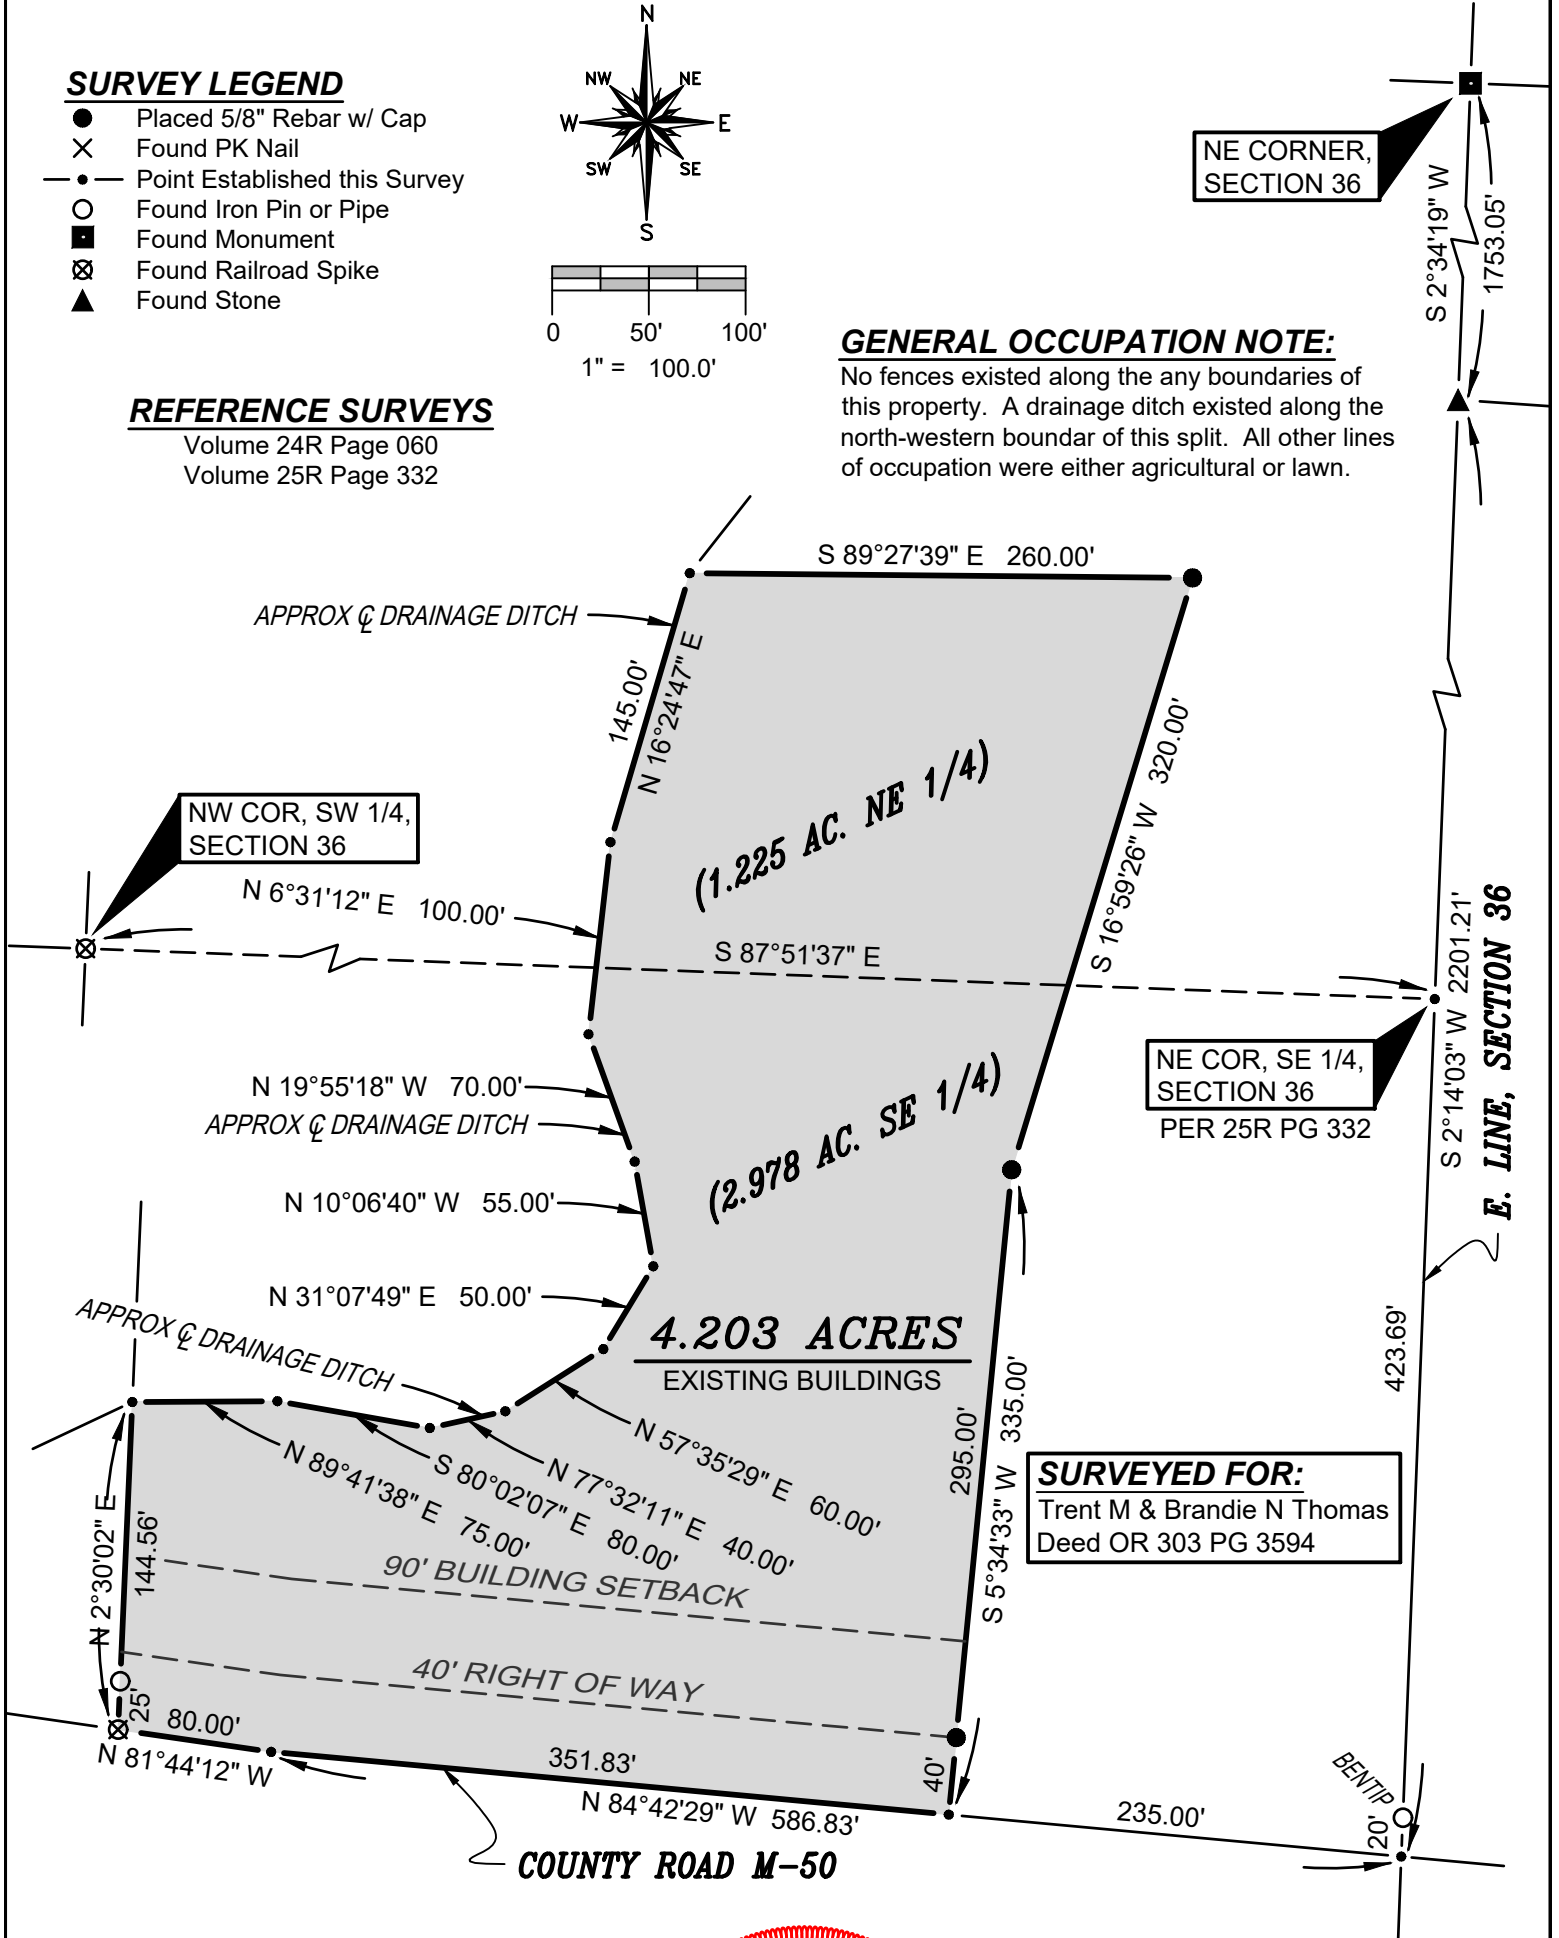 N
NW
NE
W
E
SW
SE
S
SURVEY LEGEND
Placed 5/8" Rebar w/ Cap
Found PK Nail
Point Established this Survey
Found Iron Pin or Pipe
Found Monument
Found Railroad Spike
Found Stone
0 50' 100'
1" = 100.0'
NE CORNER,
SECTION 36
S 2°34'19" W
1753.05'
GENERAL OCCUPATION NOTE:
No fences existed along the any boundaries of
this property. A drainage ditch existed along the
north-western boundar of this split. All other lines
of occupation were either agricultural or lawn.
REFERENCE SURVEYS
Volume 24R Page 060
Volume 25R Page 332
S 89°27'39" E 260.00'
APPROX ℄ DRAINAGE DITCH
145.00'
N 16°24'47" E
(1.225 AC. NE 1/4)
S 16°59'26" W 320.00'
NW COR, SW 1/4,
SECTION 36
N 6°31'12" E 100.00'
S 87°51'37" E
S 2°14'03" W 2201.21'
E. LINE, SECTION 36
NE COR, SE 1/4,
SECTION 36
PER 25R PG 332
N 19°55'18" W 70.00'
APPROX ℄ DRAINAGE DITCH
(2.978 AC. SE 1/4)
N 10°06'40" W 55.00'
N 31°07'49" E 50.00'
APPROX ℄ DRAINAGE DITCH
4.203 ACRES
EXISTING BUILDINGS
423.69'
N 57°35'29" E 60.00'
N 77°32'11" E 40.00'
S 80°02'07" E 80.00'
N 89°41'38" E 75.00'
295.00'
S 5°34'33" W 335.00'
SURVEYED FOR:
Trent M & Brandie N Thomas
Deed OR 303 PG 3594
N 2°30'02" E
144.56'
90' BUILDING SETBACK
40' RIGHT OF WAY
25'
80.00'
N 81°44'12" W
351.83'
N 84°42'29" W 586.83'
40'
235.00'
BENTIP
20'
COUNTY ROAD M-50